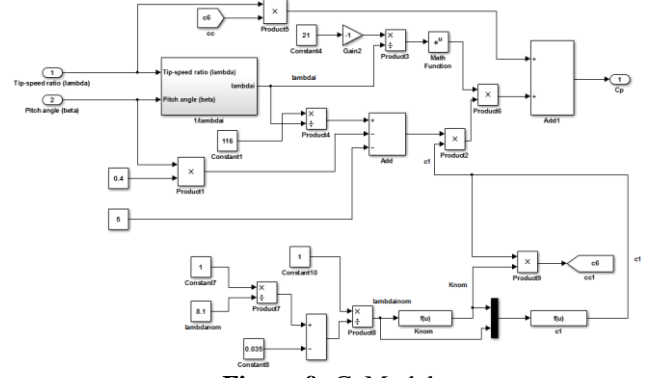 c6
cc
×
Product5
21
Constant4
-1
Gain2
×
÷
Product3
e^u
Math
Function
1
Tip-speed ratio (lambda)
2
Pitch angle (beta)
Tip-speed ratio (lambda)
Pitch angle (beta)
lambdai
1/lambdai
lambdai
×
Product6
+
+
Add1
1
Cp
116
Constant1
×
÷
Product4
+
−
−
Add
×
Product2
c1
0.4
×
Product1
5
1
Constant7
8.1
lambdanom
×
÷
Product7
1
Constant10
0.035
Constant8
+
−
×
÷
Product8
lambdainom
f(u)
Knom
Knom
×
Product9
c6
cc1
f(u)
c1
c1